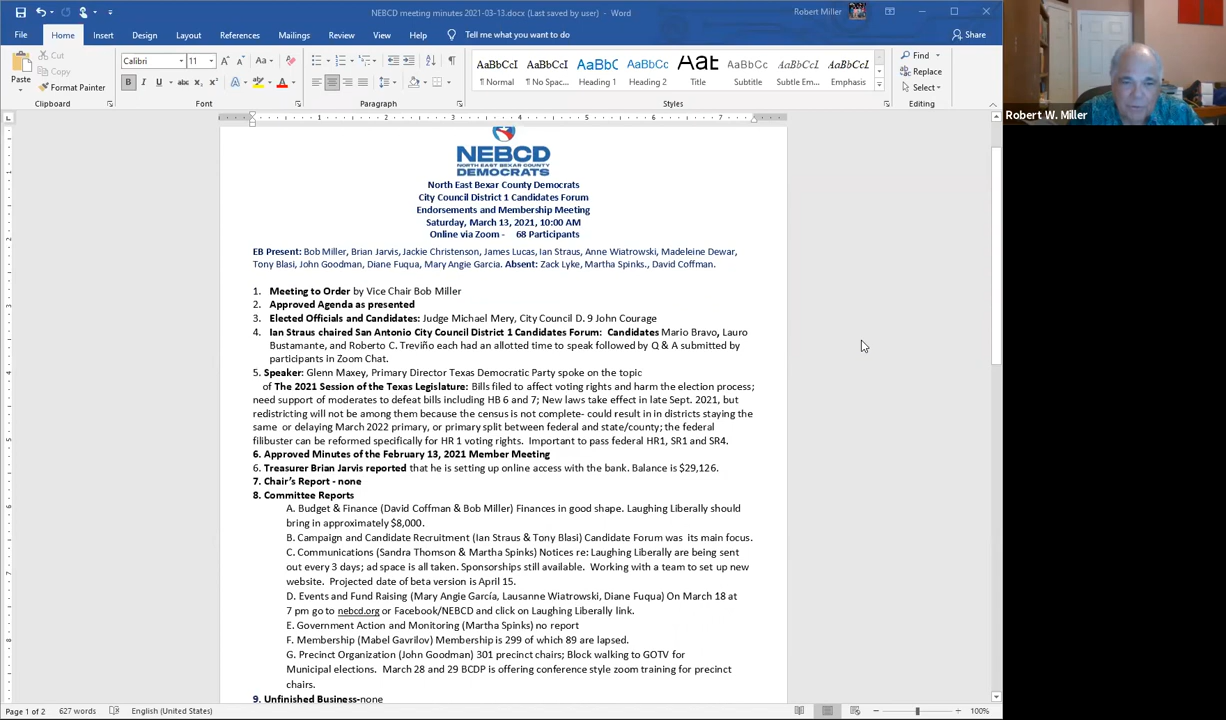 NEBCD meeting minutes 2021-03-13.docx (Last saved by user) - Word
Robert Miller
File Home Insert Design Layout References Mailings Review View Help Tell me what you want to do Share
Paste
Cut
Copy
Format Painter
Clipboard
Calibri 11
Font
Paragraph
AaBbCcI AaBbCcI AaBbC AaBbCc AaBt AaBbCcC AaBbCcI AaBbCcI
¶ Normal ¶ No Spac... Heading 1 Heading 2 Title Subtitle Subtle Em... Emphasis
Styles
Find
Replace
Select
Editing
1 2 3 4 5 6 7
NEBCD
NORTH EAST BEXAR COUNTY
DEMOCRATS
North East Bexar County Democrats
City Council District 1 Candidates Forum
Endorsements and Membership Meeting
Saturday, March 13, 2021, 10:00 AM
Online via Zoom - 68 Participants
EB Present: Bob Miller, Brian Jarvis, Jackie Christenson, James Lucas, Ian Straus, Anne Wiatrowski, Madeleine Dewar,
Tony Blasi, John Goodman, Diane Fuqua, Mary Angie Garcia. Absent: Zack Lyke, Martha Spinks., David Coffman.
1. Meeting to Order by Vice Chair Bob Miller
2. Approved Agenda as presented
3. Elected Officials and Candidates: Judge Michael Mery, City Council D. 9 John Courage
4. Ian Straus chaired San Antonio City Council District 1 Candidates Forum: Candidates Mario Bravo, Lauro
Bustamante, and Roberto C. Treviño each had an allotted time to speak followed by Q & A submitted by
participants in Zoom Chat.
5. Speaker: Glenn Maxey, Primary Director Texas Democratic Party spoke on the topic
of The 2021 Session of the Texas Legislature: Bills filed to affect voting rights and harm the election process;
need support of moderates to defeat bills including HB 6 and 7; New laws take effect in late Sept. 2021, but
redistricting will not be among them because the census is not complete- could result in in districts staying the
same or delaying March 2022 primary, or primary split between federal and state/county; the federal
filibuster can be reformed specifically for HR 1 voting rights. Important to pass federal HR1, SR1 and SR4.
6. Approved Minutes of the February 13, 2021 Member Meeting
6. Treasurer Brian Jarvis reported that he is setting up online access with the bank. Balance is $29,126.
7. Chair's Report - none
8. Committee Reports
A. Budget & Finance (David Coffman & Bob Miller) Finances in good shape. Laughing Liberally should
bring in approximately $8,000.
B. Campaign and Candidate Recruitment (Ian Straus & Tony Blasi) Candidate Forum was its main focus.
C. Communications (Sandra Thomson & Martha Spinks) Notices re: Laughing Liberally are being sent
out every 3 days; ad space is all taken. Sponsorships still available. Working with a team to set up new
website. Projected date of beta version is April 15.
D. Events and Fund Raising (Mary Angie García, Lausanne Wiatrowski, Diane Fuqua) On March 18 at
7 pm go to nebcd.org or Facebook/NEBCD and click on Laughing Liberally link.
E. Government Action and Monitoring (Martha Spinks) no report
F. Membership (Mabel Gavrilov) Membership is 299 of which 89 are lapsed.
G. Precinct Organization (John Goodman) 301 precinct chairs; Block walking to GOTV for
Municipal elections. March 28 and 29 BCDP is offering conference style zoom training for precinct
chairs.
9. Unfinished Business-none
Page 1 of 2 627 words English (United States) 100%
Robert W. Miller